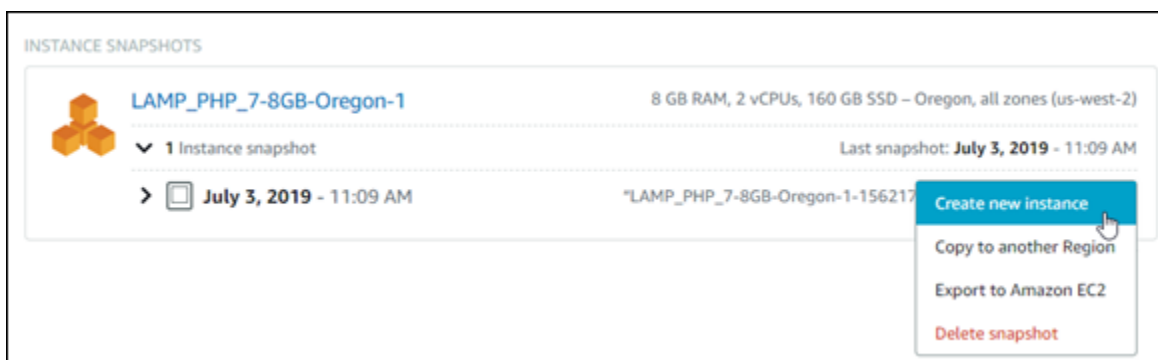 INSTANCE SNAPSHOTS
LAMP_PHP_7-8GB-Oregon-1
8 GB RAM, 2 vCPUs, 160 GB SSD – Oregon, all zones (us-west-2)
1 Instance snapshot
Last snapshot: July 3, 2019 - 11:09 AM
July 3, 2019 - 11:09 AM
"LAMP_PHP_7-8GB-Oregon-1-156217
Create new instance
Copy to another Region
Export to Amazon EC2
Delete snapshot